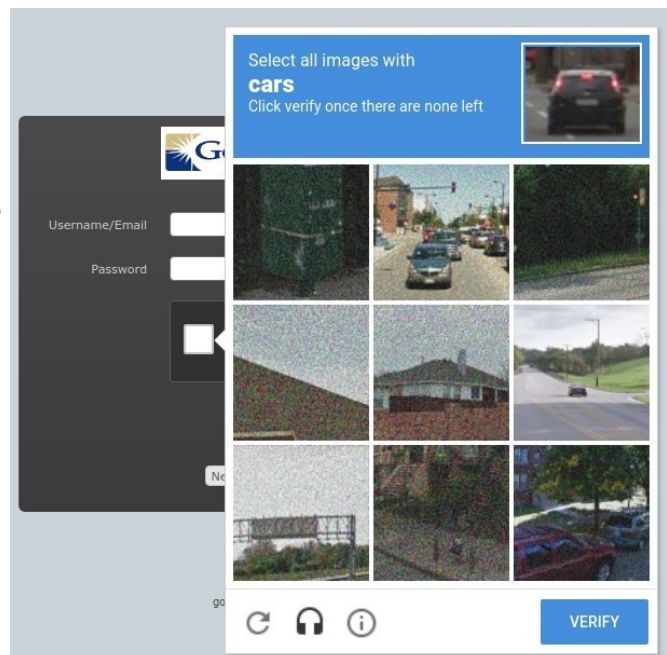 Select all images with
cars
Click verify once there are none left
Username/Email
Password
VERIFY